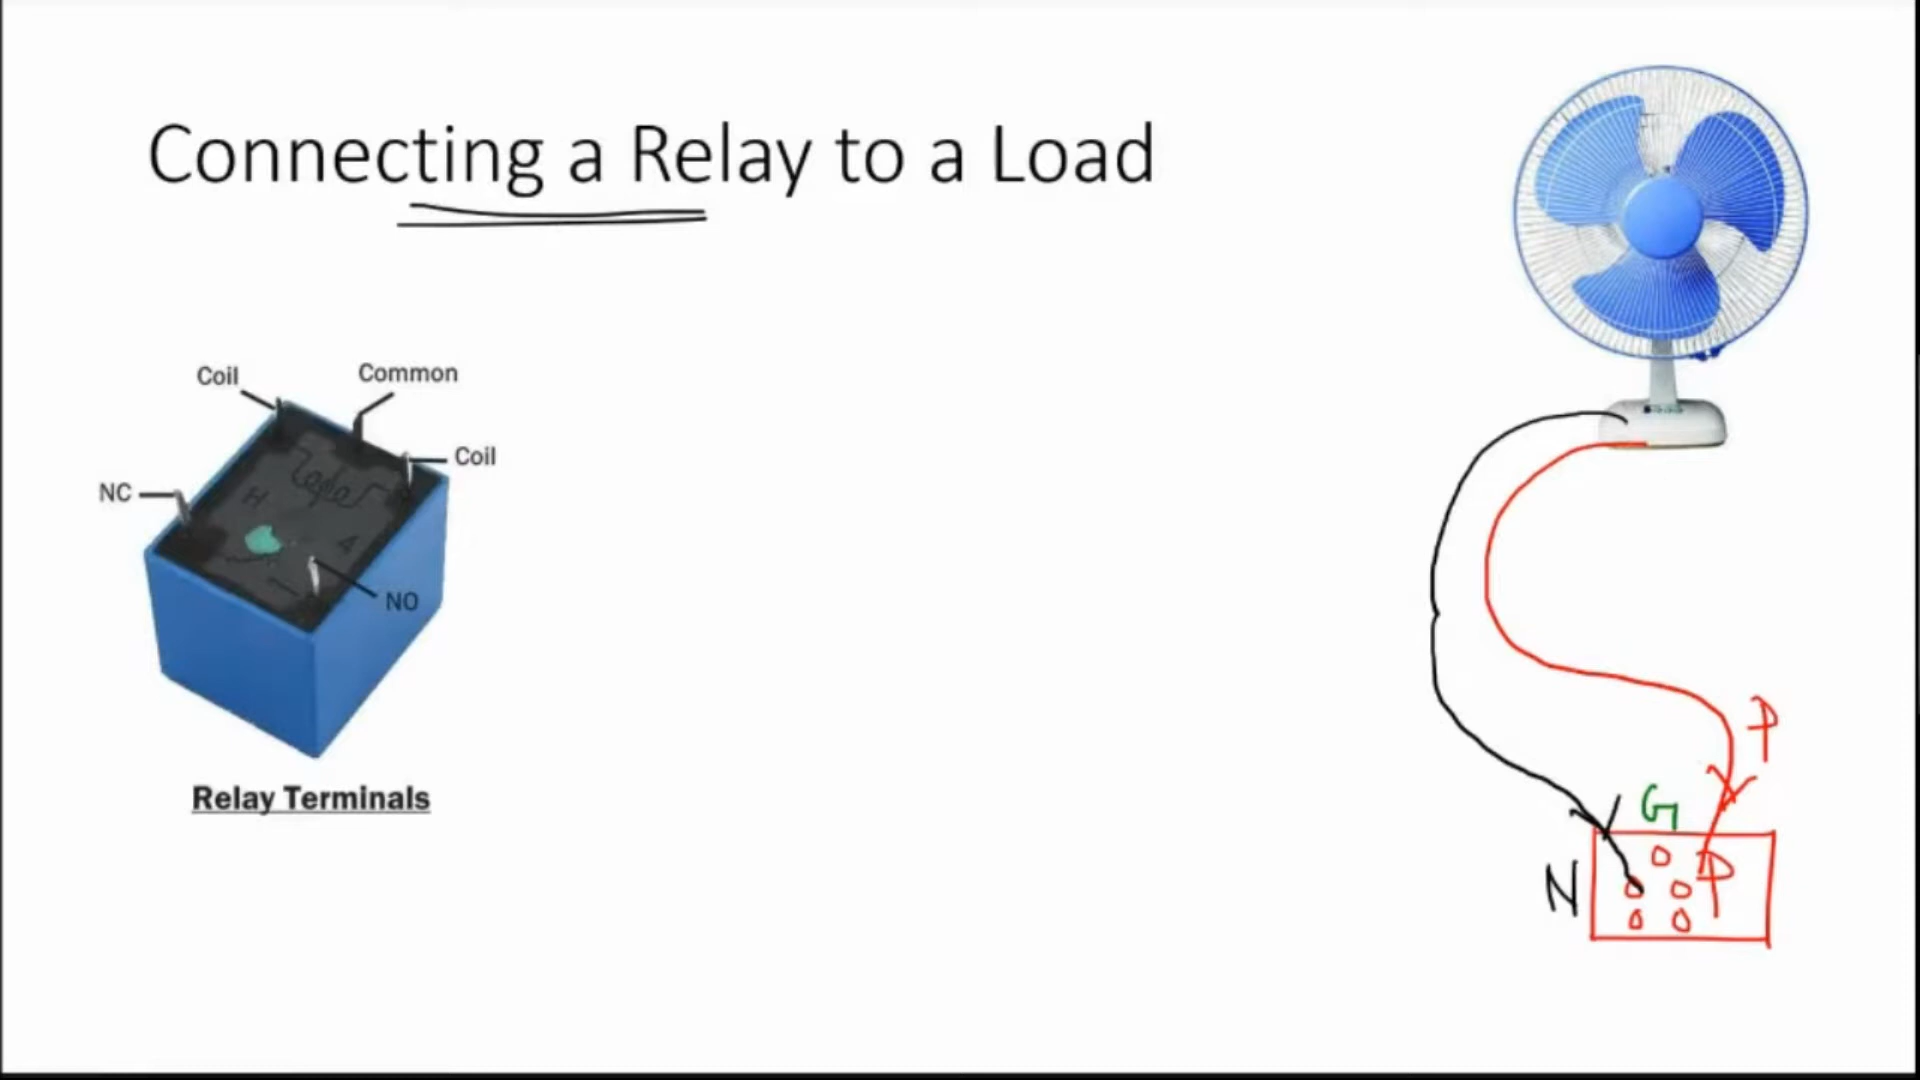 Connecting a Relay to a Load
Coil
Common
Coil
NC
NO
Relay Terminals
P
G
P
N